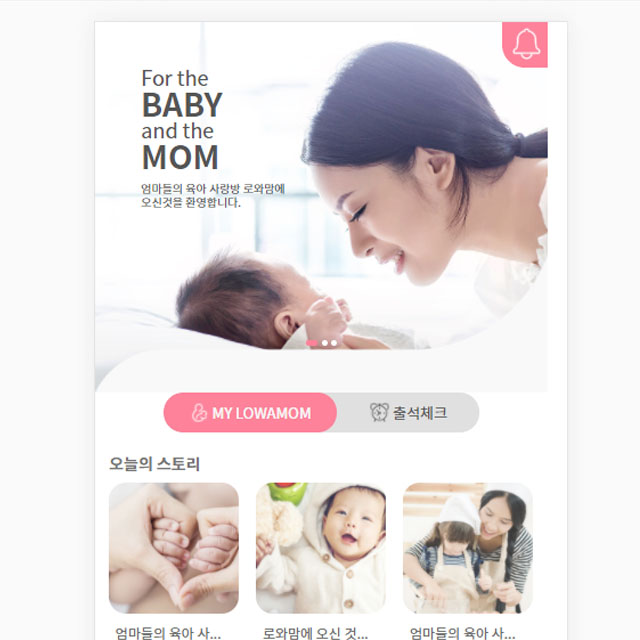 For the
BABY
and the
MOM
엄마들의 육아 사랑방 로와맘에
오신것을 환영합니다.
MY LOWAMOM
출석체크
오늘의 스토리
엄마들의 육아 사...
로와맘에 오신 것...
엄마들의 육아 사...